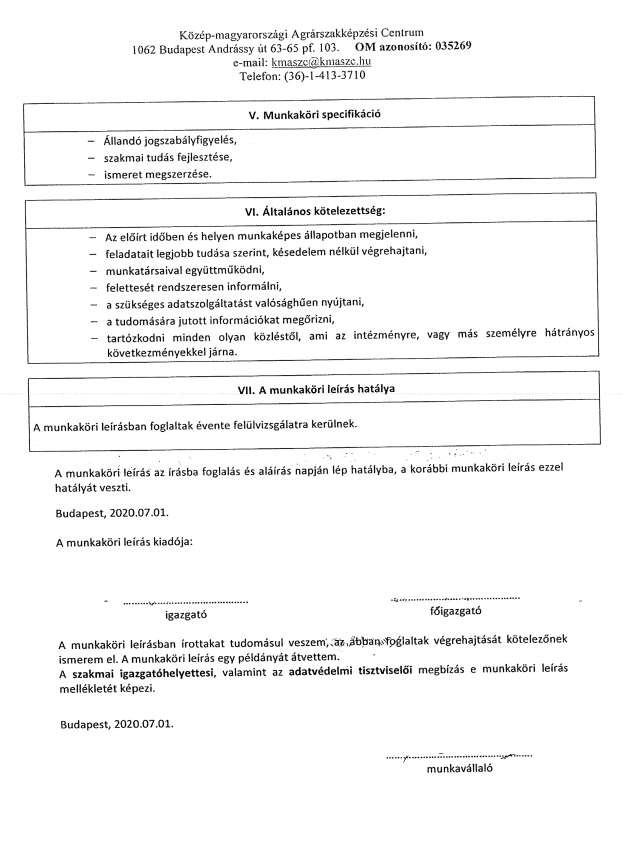 Közép-magyarországi Agrárszakképzési Centrum
1062 Budapest Andrássy út 63-65 pf. 103. OM azonosító: 035269
e-mail: kmaszc@kmaszc.hu
Telefon: (36)-1-413-3710
V. Munkaköri specifikáció
– Állandó jogszabályfigyelés,
– szakmai tudás fejlesztése,
– ismeret megszerzése.
VI. Általános kötelezettség:
– Az előírt időben és helyen munkaképes állapotban megjelenni,
– feladatait legjobb tudása szerint, késedelem nélkül végrehajtani,
– munkatársaival együttműködni,
– felettesét rendszeresen informálni,
– a szükséges adatszolgáltatást valósághűen nyújtani,
– a tudomására jutott információkat megőrizni,
– tartózkodni minden olyan közléstől, ami az intézményre, vagy más személyre hátrányos
következményekkel járna.
VII. A munkaköri leírás hatálya
A munkaköri leírásban foglaltak évente felülvizsgálatra kerülnek.
A munkaköri leírás az írásba foglalás és aláírás napján lép hatályba, a korábbi munkaköri leírás ezzel
hatályát veszti.
Budapest, 2020.07.01.
A munkaköri leírás kiadója:
igazgató
főigazgató
A munkaköri leírásban írottakat tudomásul veszem, az abban foglaltak végrehajtását kötelezőnek
ismerem el. A munkaköri leírás egy példányát átvettem.
A szakmai igazgatóhelyettesi, valamint az adatvédelmi tisztviselői megbízás e munkaköri leírás
mellékletét képezi.
Budapest, 2020.07.01.
munkavállaló